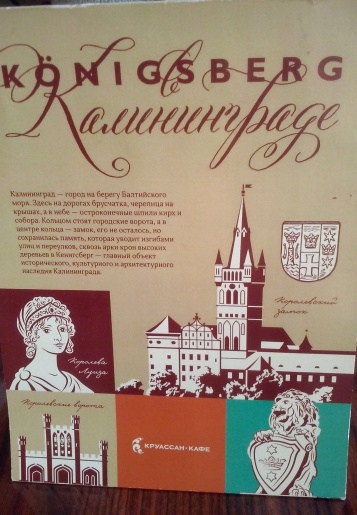 KÖNIGSBERG
в
Калининграде
Калининград — город на берегу Балтийского
моря. Здесь на дорогах брусчатка, черепица на
крышах, а в небе — остроконечные шпили кирх и
собора. Кольцом стоят городские ворота, а в
центре кольца — замок, его не осталось, но
сохранилась память, которая уводит изгибами
улиц и переулков, сквозь арки крон высоких
деревьев в Кенигсберг — главный объект
исторического, культурного и архитектурного
наследия Калининграда.
Королевский
замок
Королева
Луиза
Королевские ворота
КРУАССАН·КАФЕ